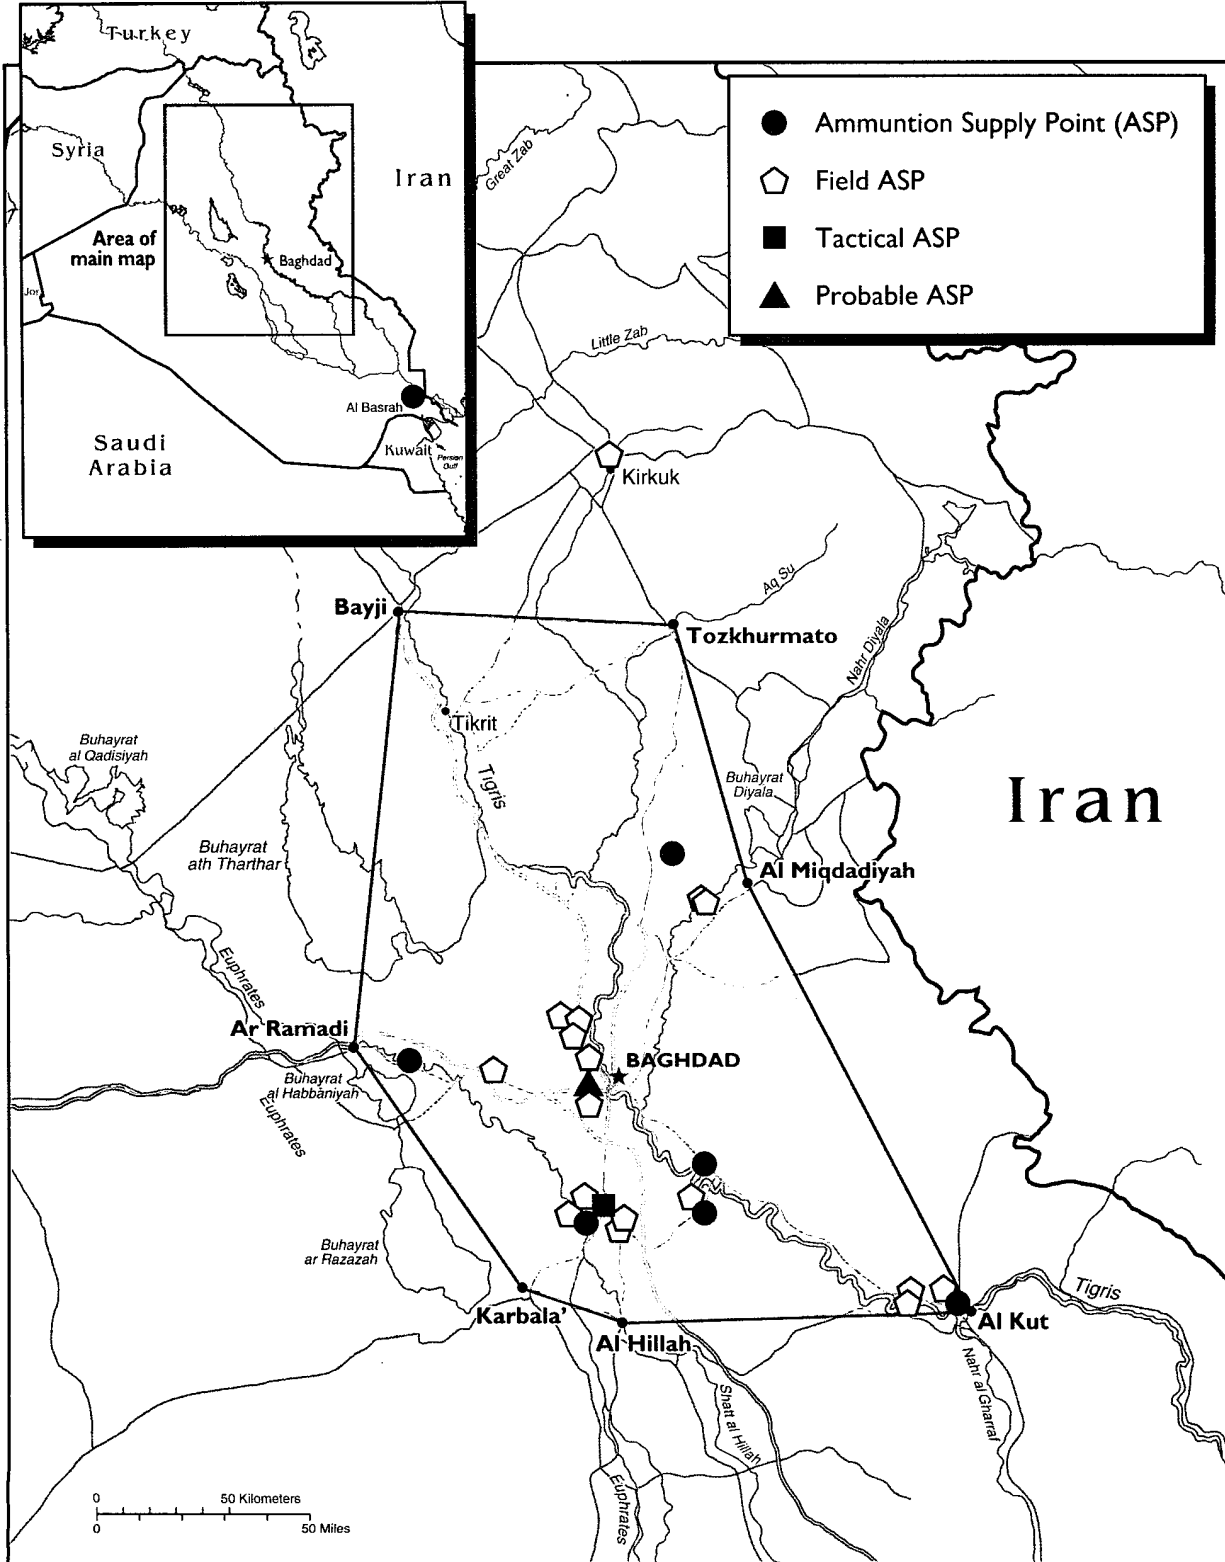 Turkey
Syria
Iran
Area of
main map
Baghdad
Jor.
Al Basrah
Kuwait
Persian
Gulf
Saudi
Arabia
Ammuntion Supply Point (ASP)
Field ASP
Tactical ASP
Probable ASP
Great Zab
Little Zab
Kirkuk
Aq Su
Bayji
Tozkhurmato
Nahr Diyala
Tikrit
Tigris
Buhayrat
al Qadisiyah
Buhayrat
Diyala
Iran
Buhayrat
ath Tharthar
Al Miqdadiyah
Euphrates
Ar Ramadi
BAGHDAD
Buhayrat
al Habbaniyah
Euphrates
Buhayrat
ar Razazah
Karbala'
Al Hillah
Al Kut
Tigris
Nahr al Gharraf
Shatt al Hillah
Euphrates
0 50 Kilometers
0 50 Miles